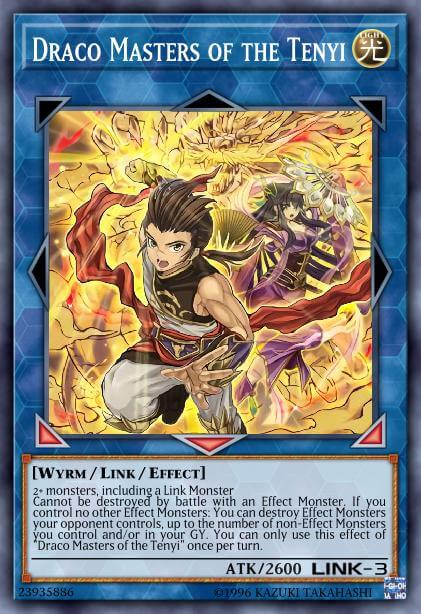 Draco Masters of the Tenyi
LIGHT
光
[Wyrm / Link / Effect]
2+ monsters, including a Link Monster
Cannot be destroyed by battle with an Effect Monster. If you
control no other Effect Monsters: You can destroy Effect Monsters
your opponent controls, up to the number of non-Effect Monsters
you control and/or in your GY. You can only use this effect of
"Draco Masters of the Tenyi" once per turn.
ATK/2600 LINK-3
23935886 ©1996 KAZUKI TAKAHASHI